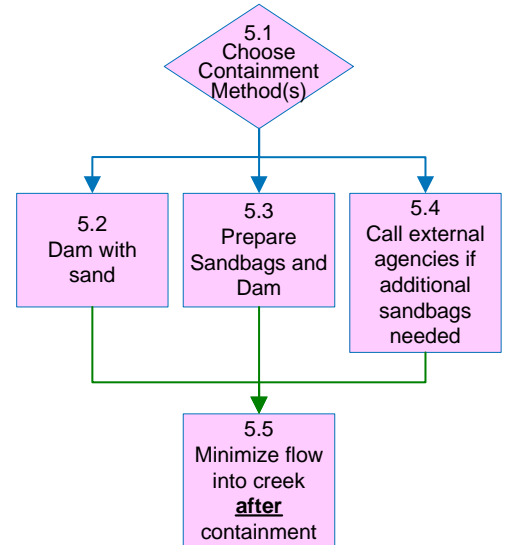 5.1
Choose
Containment
Method(s)
5.2
Dam with
sand
5.3
Prepare
Sandbags and
Dam
5.4
Call external
agencies if
additional
sandbags
needed
5.5
Minimize flow
into creek
after
containment